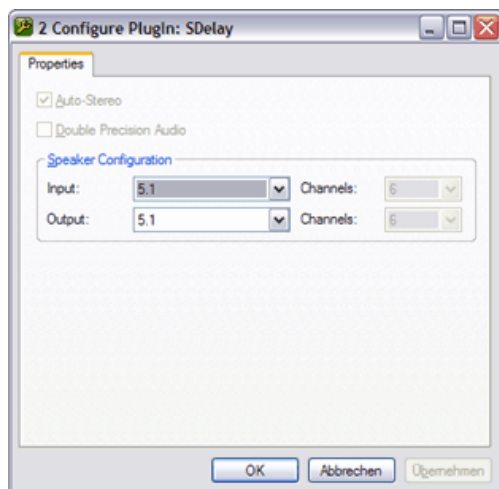 2 Configure PlugIn: SDelay
Properties
Auto-Stereo
Double Precision Audio
Speaker Configuration
Input: 5.1 Channels: 6
Output: 5.1 Channels: 6
OK Abbrechen Übernehmen